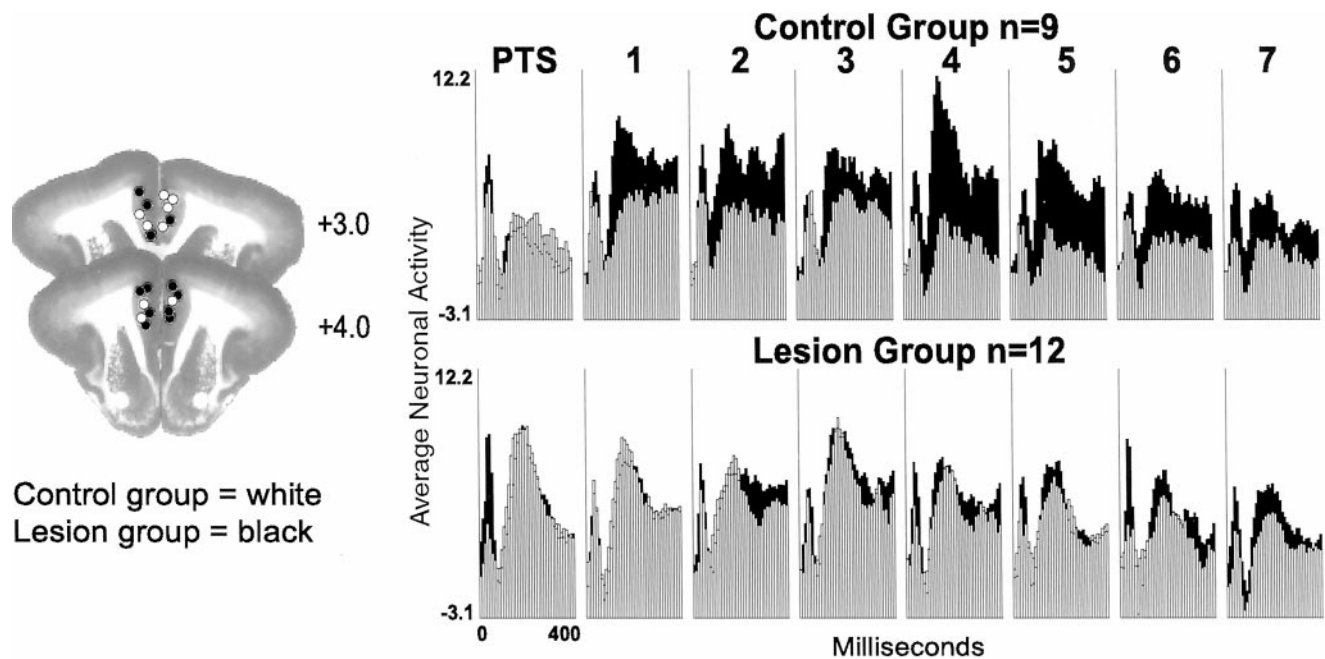 Control Group n=9
PTS 1 2 3 4 5 6 7
12.2
-3.1
Average Neuronal Activity
+3.0
+4.0
Control group = white
Lesion group = black
Lesion Group n=12
12.2
-3.1
0 400
Milliseconds